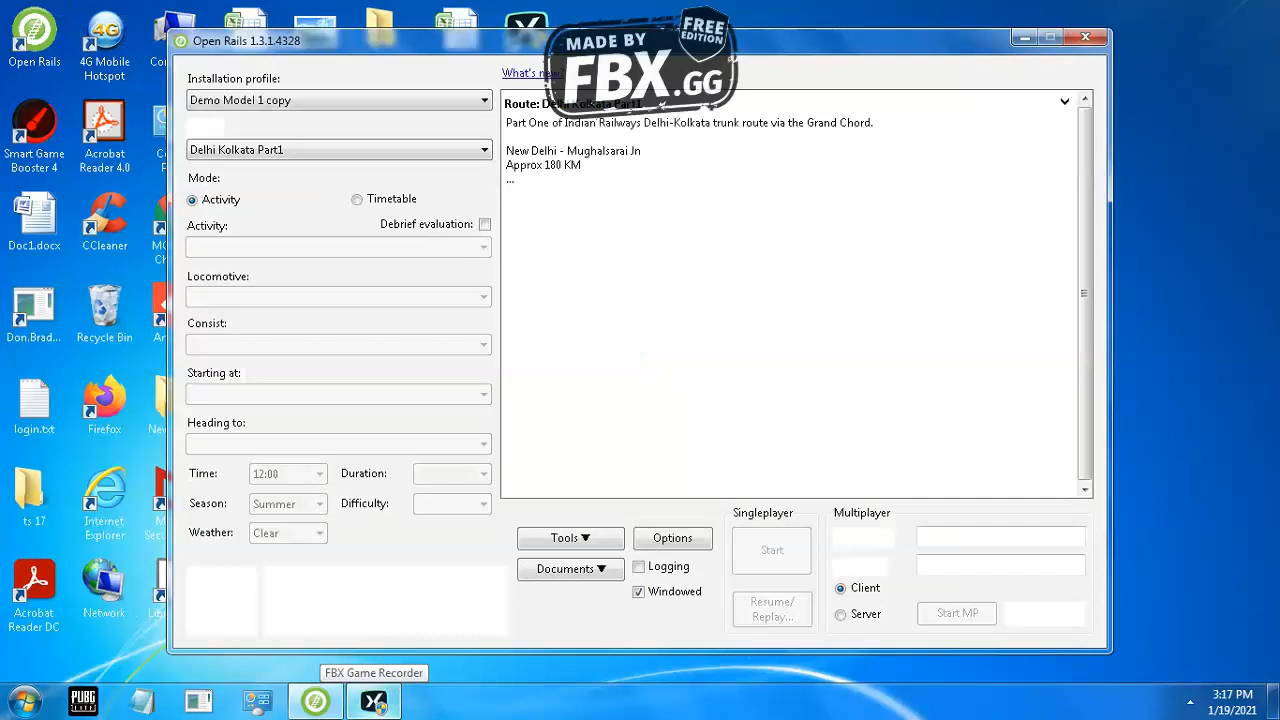 Open Rails
4G Mobile
Hotspot
Smart Game
Booster 4
Acrobat
Reader 4.0
Doc1.docx
CCleaner
Don.Brad...
Recycle Bin
login.txt
Firefox
ts 17
Internet
Explorer
Acrobat
Reader DC
Network
Open Rails 1.3.1.4328
MADE BY
FBX.GG
FREE
EDITION
Installation profile:
Demo Model 1 copy
Delhi Kolkata Part1
Mode:
Activity
Timetable
Debrief evaluation:
Activity:
Locomotive:
Consist:
Starting at:
Heading to:
Time:
12:00
Duration:
Season:
Summer
Difficulty:
Weather:
Clear
What's new
Route: Delhi Kolkata Part1
Part One of Indian Railways Delhi-Kolkata trunk route via the Grand Chord.
New Delhi - Mughalsarai Jn
Approx 180 KM
...
Tools
Options
Documents
Logging
Windowed
Singleplayer
Start
Resume/
Replay...
Multiplayer
Client
Server
Start MP
FBX Game Recorder
PUBG
3:17 PM
1/19/2021